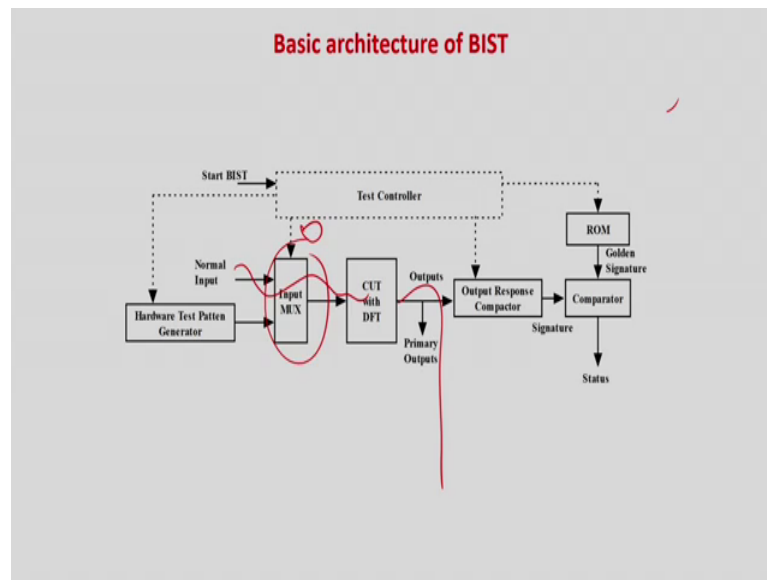 Basic architecture of BIST
Start BIST
Test Controller
ROM
Golden
Signature
Normal
Input
Input
MUX
CUT
with
DFT
Outputs
Output Response
Compactor
Comparator
Hardware Test Patten
Generator
Primary
Outputs
Signature
Status